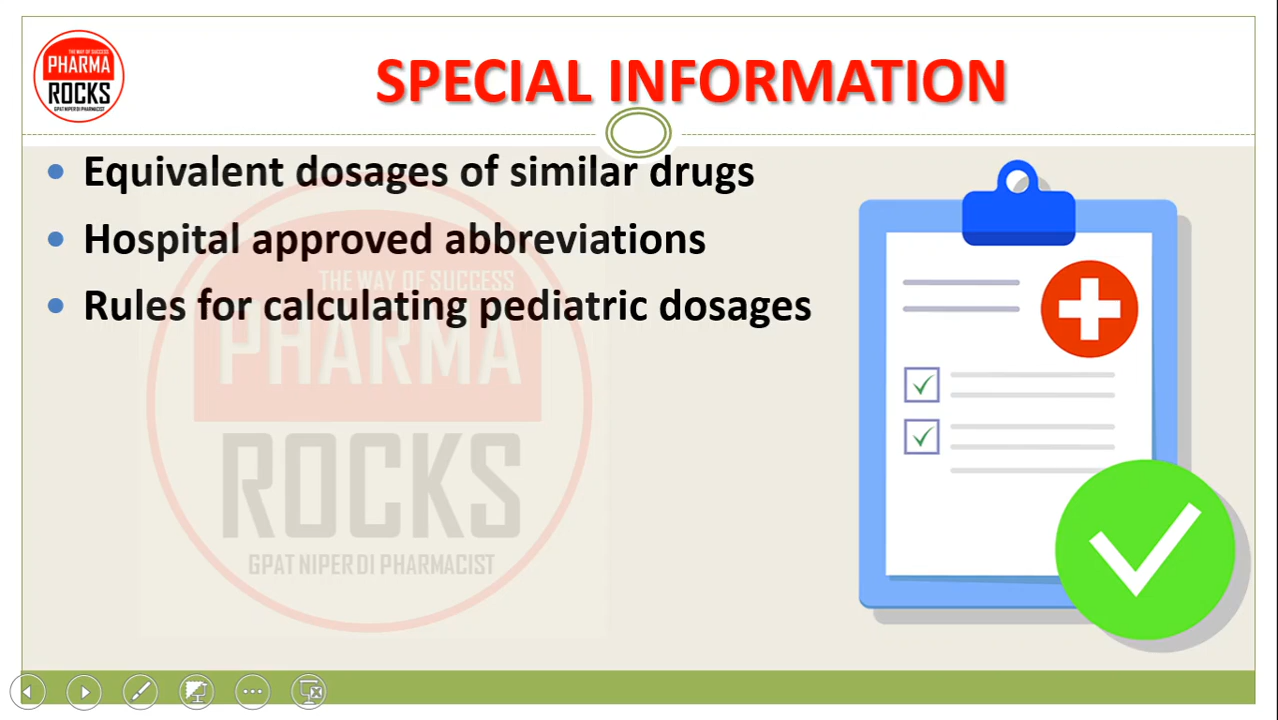 THE WAY OF SUCCESS
PHARMA
ROCKS
GPAT NIPER DI PHARMACIST
SPECIAL INFORMATION
• Equivalent dosages of similar drugs
• Hospital approved abbreviations
• Rules for calculating pediatric dosages
THE WAY OF SUCCESS
PHARMA
ROCKS
GPAT NIPER DI PHARMACIST